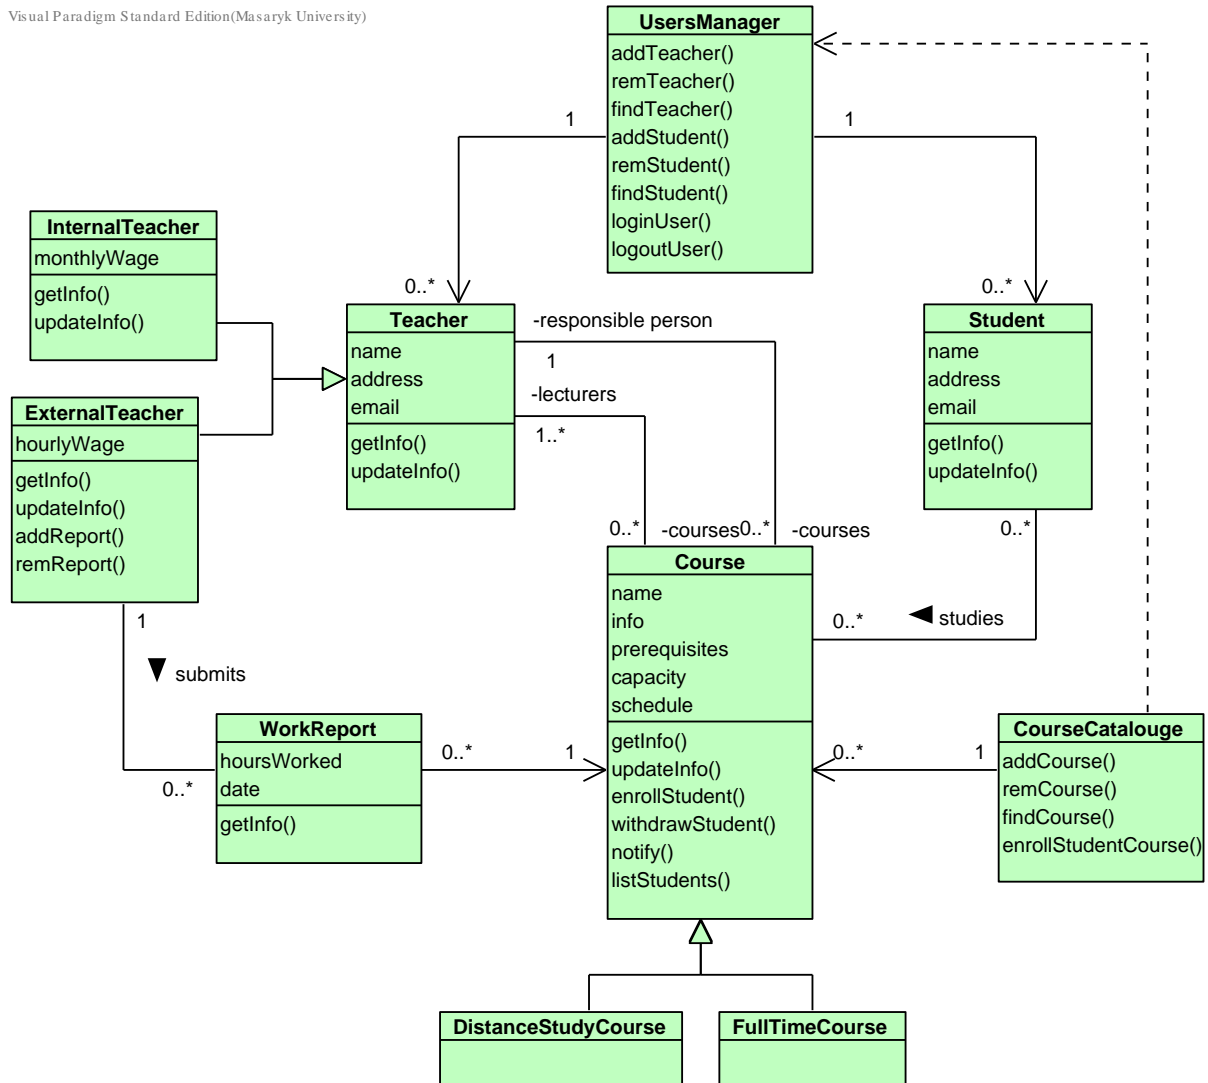 Visual Paradigm Standard Edition(Masaryk University)
UsersManager
addTeacher()
remTeacher()
findTeacher()
addStudent()
remStudent()
findStudent()
loginUser()
logoutUser()
1
1
0..*
0..*
InternalTeacher
monthlyWage
getInfo()
updateInfo()
Teacher
name
address
email
getInfo()
updateInfo()
-responsible person
1
-lecturers
1..*
Student
name
address
email
getInfo()
updateInfo()
ExternalTeacher
hourlyWage
getInfo()
updateInfo()
addReport()
remReport()
0..*
-courses
0..*
-courses
0..*
Course
name
info
prerequisites
capacity
schedule
getInfo()
updateInfo()
enrollStudent()
withdrawStudent()
notify()
listStudents()
0..*
studies
1
submits
0..*
WorkReport
hoursWorked
date
getInfo()
0..*
1
0..*
1
CourseCatalouge
addCourse()
remCourse()
findCourse()
enrollStudentCourse()
DistanceStudyCourse
FullTimeCourse